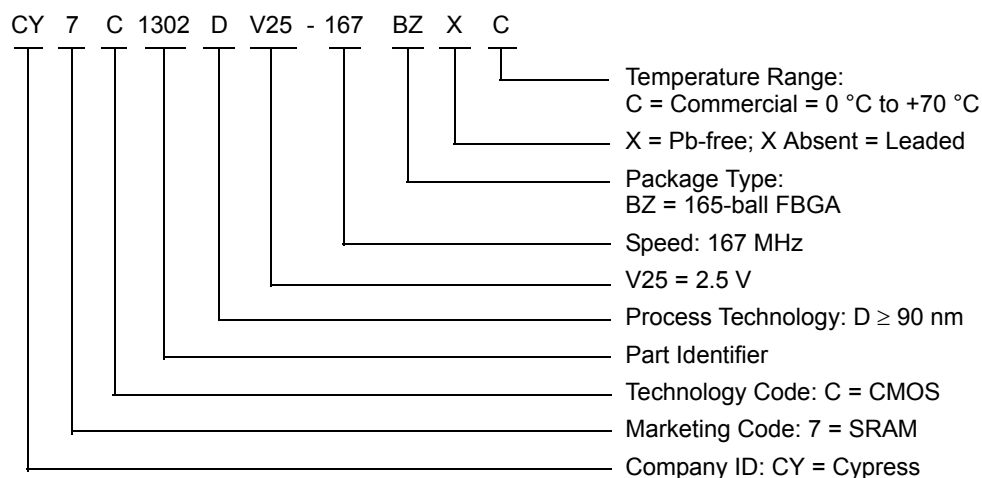 CY 7 C 1302 D V25 - 167 BZ X C
Temperature Range:
C = Commercial = 0 °C to +70 °C
X = Pb-free; X Absent = Leaded
Package Type:
BZ = 165-ball FBGA
Speed: 167 MHz
V25 = 2.5 V
Process Technology: D ≥ 90 nm
Part Identifier
Technology Code: C = CMOS
Marketing Code: 7 = SRAM
Company ID: CY = Cypress